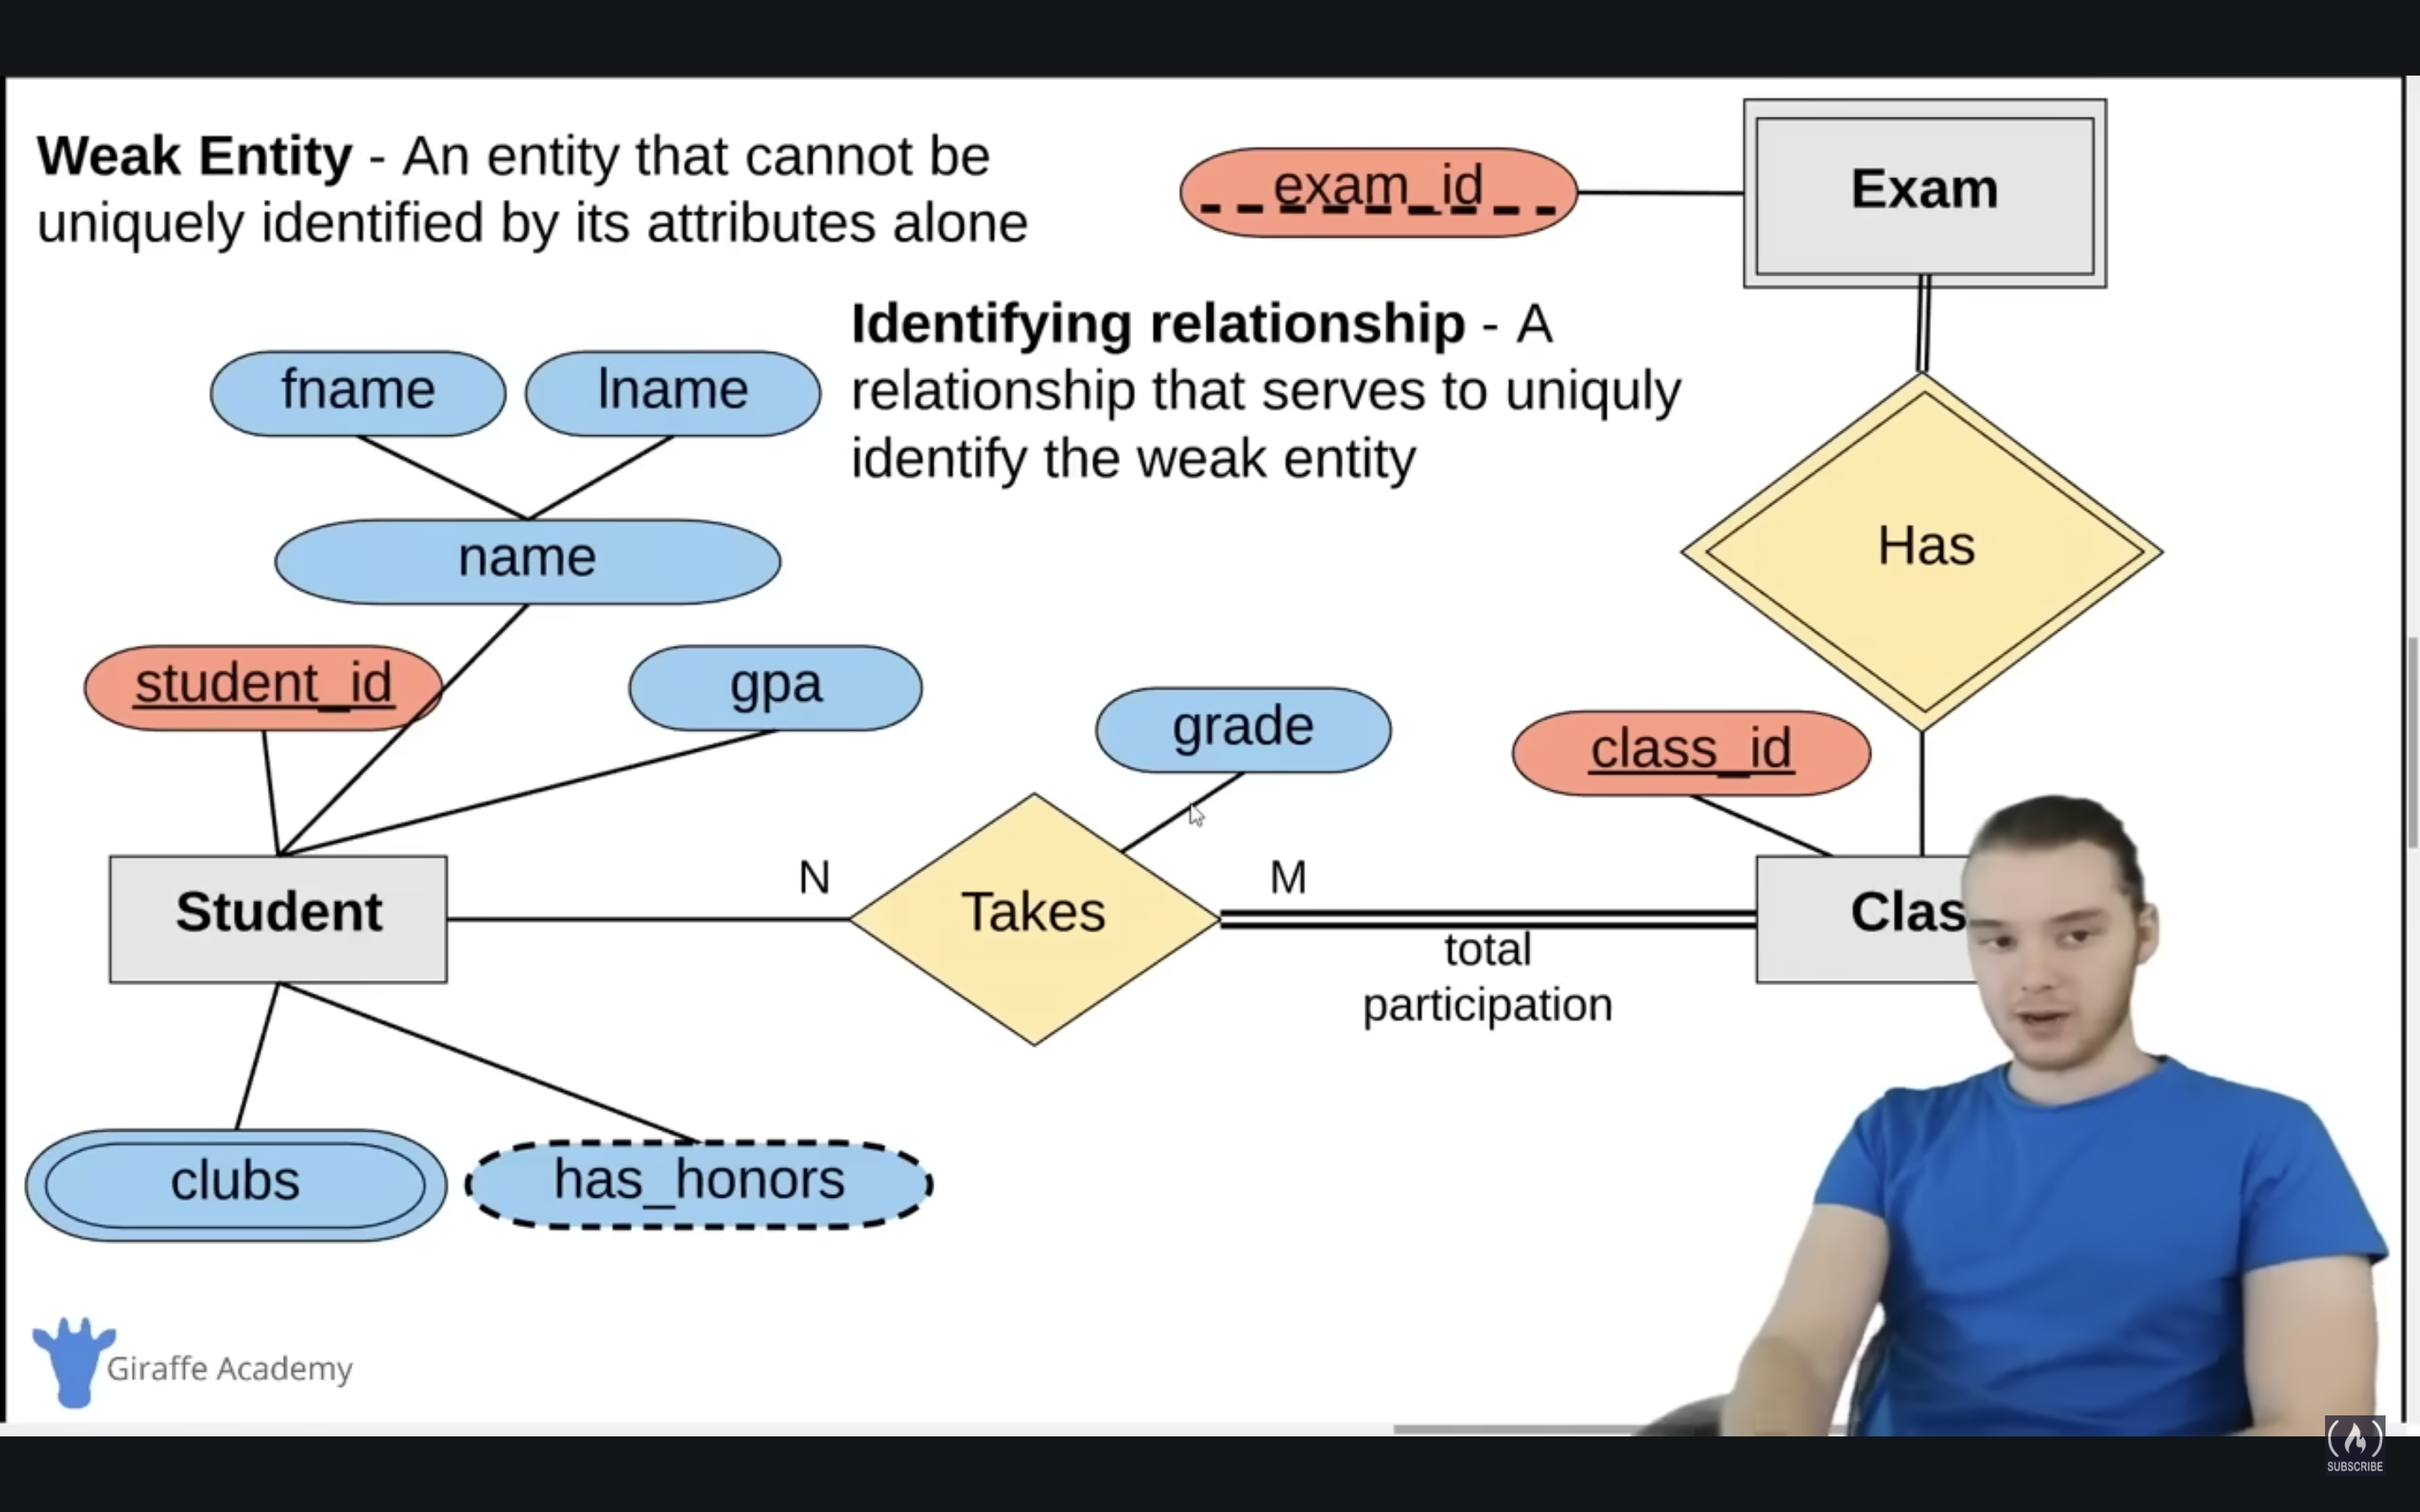 Weak Entity - An entity that cannot be
uniquely identified by its attributes alone
exam_id
Exam
Identifying relationship - A
relationship that serves to uniquly
identify the weak entity
fname
lname
name
Has
student_id
gpa
grade
class_id
Student
N
Takes
M
Clas
total
participation
clubs
has_honors
Giraffe Academy
SUBSCRIBE